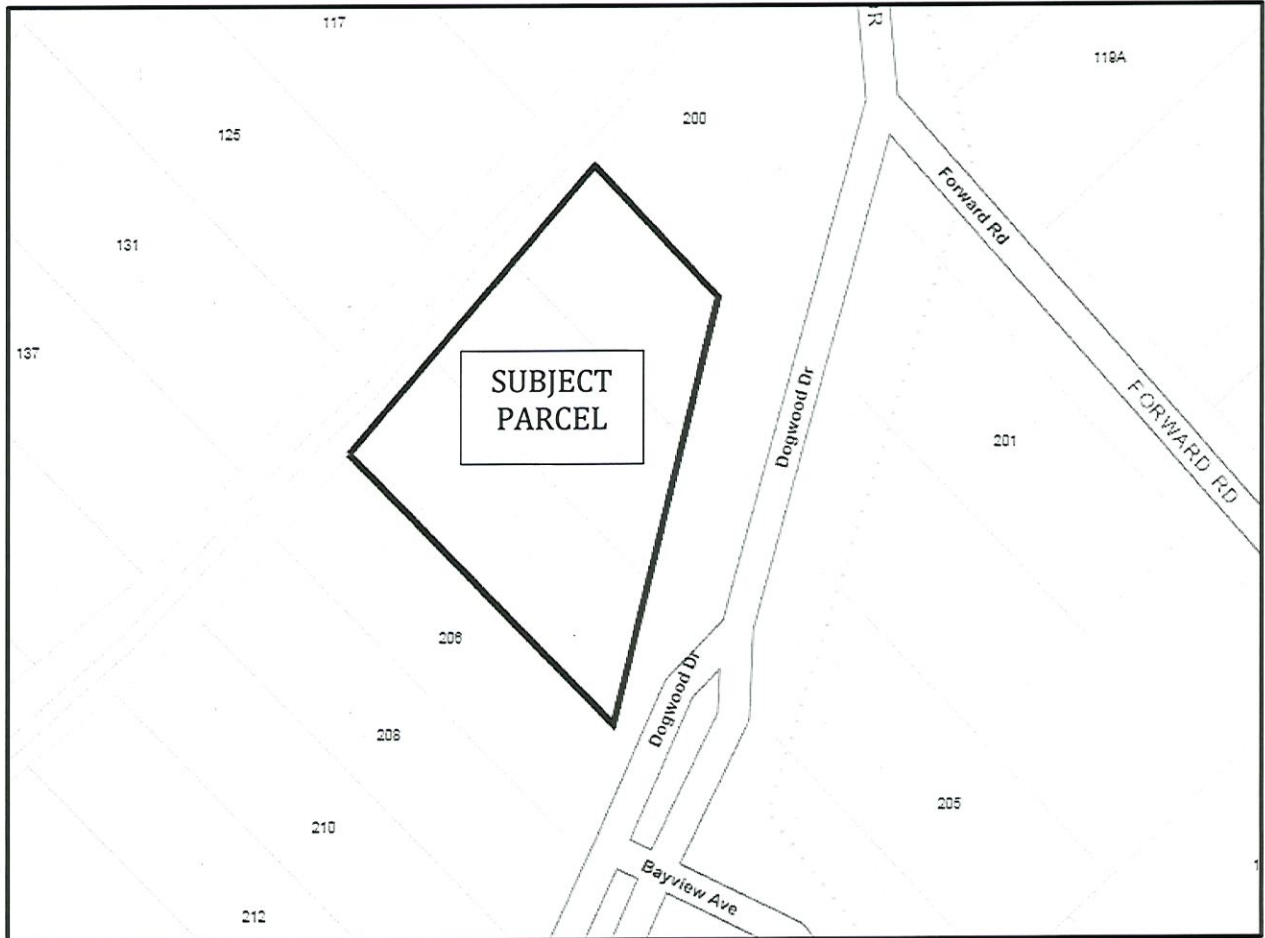 117
R
119A
200
125
Forward Rd
131
137
SUBJECT
PARCEL
Dogwood Dr
FORWARD RD
201
206
Dogwood Dr
208
205
210
Bayview Ave
212